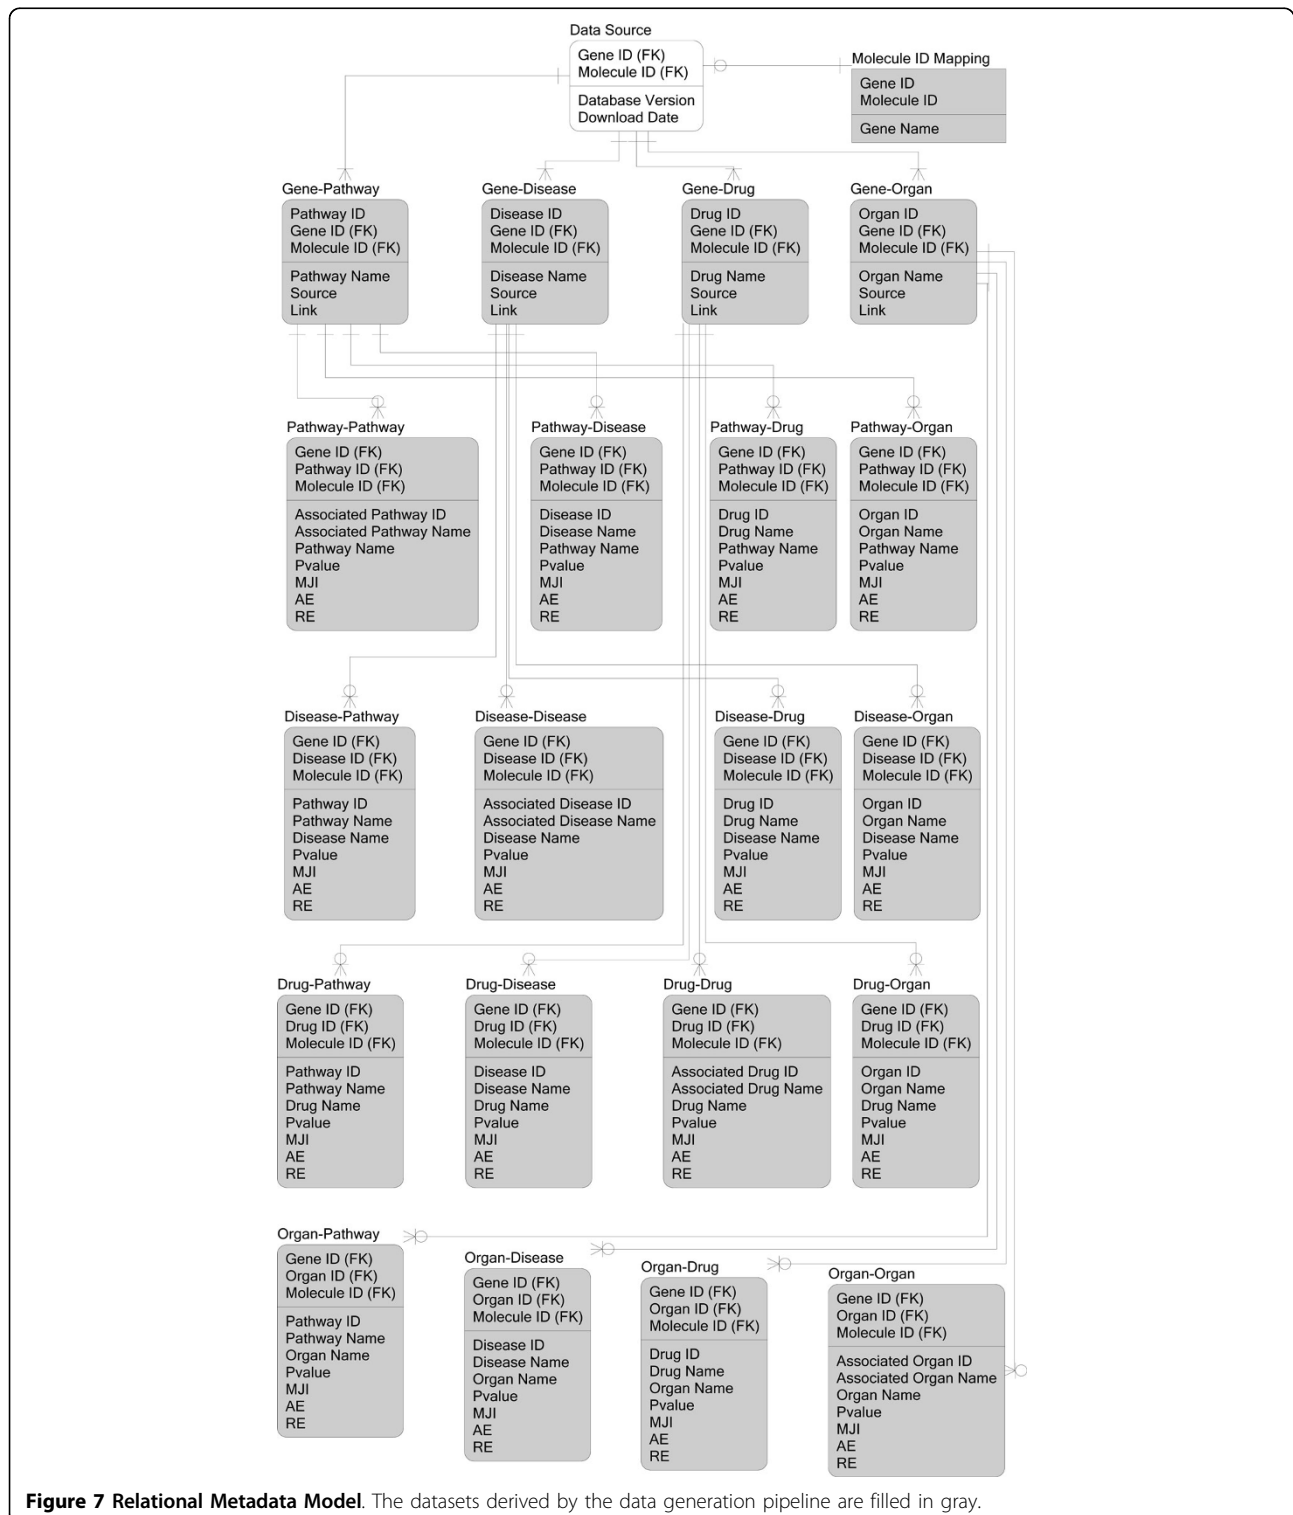 Data Source
Gene ID (FK)
Molecule ID (FK)
Database Version
Download Date
Molecule ID Mapping
Gene ID
Molecule ID
Gene Name
Gene-Pathway
Pathway ID
Gene ID (FK)
Molecule ID (FK)
Pathway Name
Source
Link
Gene-Disease
Disease ID
Gene ID (FK)
Molecule ID (FK)
Disease Name
Source
Link
Gene-Drug
Drug ID
Gene ID (FK)
Molecule ID (FK)
Drug Name
Source
Link
Gene-Organ
Organ ID
Gene ID (FK)
Molecule ID (FK)
Organ Name
Source
Link
Pathway-Pathway
Gene ID (FK)
Pathway ID (FK)
Molecule ID (FK)
Associated Pathway ID
Associated Pathway Name
Pathway Name
Pvalue
MJI
AE
RE
Pathway-Disease
Gene ID (FK)
Pathway ID (FK)
Molecule ID (FK)
Disease ID
Disease Name
Pathway Name
Pvalue
MJI
AE
RE
Pathway-Drug
Gene ID (FK)
Pathway ID (FK)
Molecule ID (FK)
Drug ID
Drug Name
Pathway Name
Pvalue
MJI
AE
RE
Pathway-Organ
Gene ID (FK)
Pathway ID (FK)
Molecule ID (FK)
Organ ID
Organ Name
Pathway Name
Pvalue
MJI
AE
RE
Disease-Pathway
Gene ID (FK)
Disease ID (FK)
Molecule ID (FK)
Pathway ID
Pathway Name
Disease Name
Pvalue
MJI
AE
RE
Disease-Disease
Gene ID (FK)
Disease ID (FK)
Molecule ID (FK)
Associated Disease ID
Associated Disease Name
Disease Name
Pvalue
MJI
AE
RE
Disease-Drug
Gene ID (FK)
Disease ID (FK)
Molecule ID (FK)
Drug ID
Drug Name
Disease Name
Pvalue
MJI
AE
RE
Disease-Organ
Gene ID (FK)
Disease ID (FK)
Molecule ID (FK)
Organ ID
Organ Name
Disease Name
Pvalue
MJI
AE
RE
Drug-Pathway
Gene ID (FK)
Drug ID (FK)
Molecule ID (FK)
Pathway ID
Pathway Name
Drug Name
Pvalue
MJI
AE
RE
Drug-Disease
Gene ID (FK)
Drug ID (FK)
Molecule ID (FK)
Disease ID
Disease Name
Drug Name
Pvalue
MJI
AE
RE
Drug-Drug
Gene ID (FK)
Drug ID (FK)
Molecule ID (FK)
Associated Drug ID
Associated Drug Name
Drug Name
Pvalue
MJI
AE
RE
Drug-Organ
Gene ID (FK)
Drug ID (FK)
Molecule ID (FK)
Organ ID
Organ Name
Drug Name
Pvalue
MJI
AE
RE
Organ-Pathway
Gene ID (FK)
Organ ID (FK)
Molecule ID (FK)
Pathway ID
Pathway Name
Organ Name
Pvalue
MJI
AE
RE
Organ-Disease
Gene ID (FK)
Organ ID (FK)
Molecule ID (FK)
Disease ID
Disease Name
Organ Name
Pvalue
MJI
AE
RE
Organ-Drug
Gene ID (FK)
Organ ID (FK)
Molecule ID (FK)
Drug ID
Drug Name
Organ Name
Pvalue
MJI
AE
RE
Organ-Organ
Gene ID (FK)
Organ ID (FK)
Molecule ID (FK)
Associated Organ ID
Associated Organ Name
Organ Name
Pvalue
MJI
AE
RE
Figure 7 Relational Metadata Model. The datasets derived by the data generation pipeline are filled in gray.